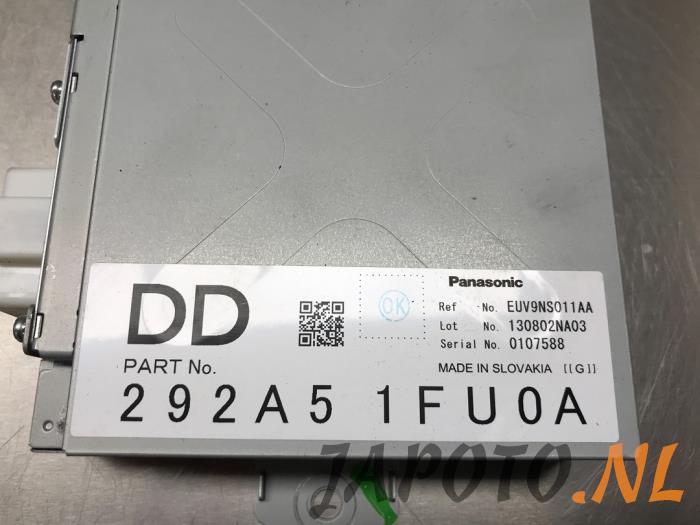 DD
PART No.
292A5 1FU0A
OK
Panasonic
Ref No. EUV9NS011AA
Lot No. 130802NA03
Serial No. 0107588
MADE IN SLOVAKIA [[G]]
JAPOTO.NL